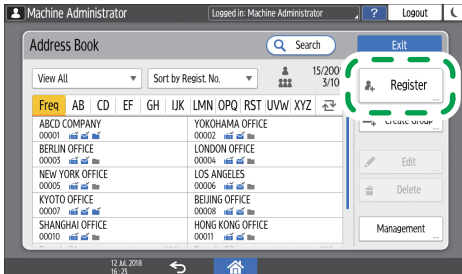 Machine Administrator
Logged in: Machine Administrator
?
Logout
Address Book
Search
Exit
View All
Sort by Regist. No.
15/200
3/10
Register
Freq AB CD EF GH IJK LMN OPQ RST UVW XYZ
Create Group
ABCD COMPANY
00001
YOKOHAMA OFFICE
00002
BERLIN OFFICE
00003
LONDON OFFICE
00004
NEW YORK OFFICE
00005
LOS ANGELES
00006
KYOTO OFFICE
00007
BEIJING OFFICE
00008
SHANGHAI OFFICE
00010
HONG KONG OFFICE
00011
Edit
Delete
Management
12 Jul. 2018
16:23